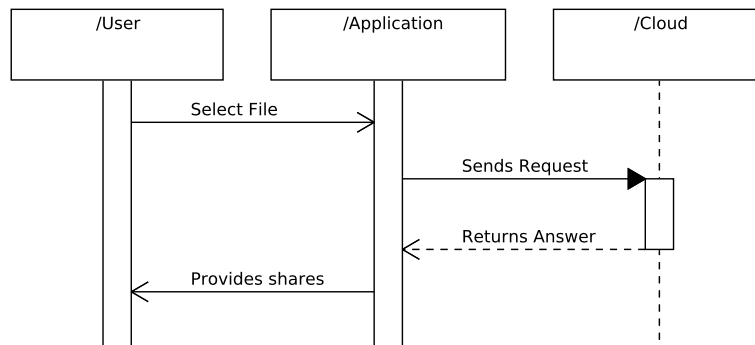 /User
/Application
/Cloud
Select File
Sends Request
Returns Answer
Provides shares